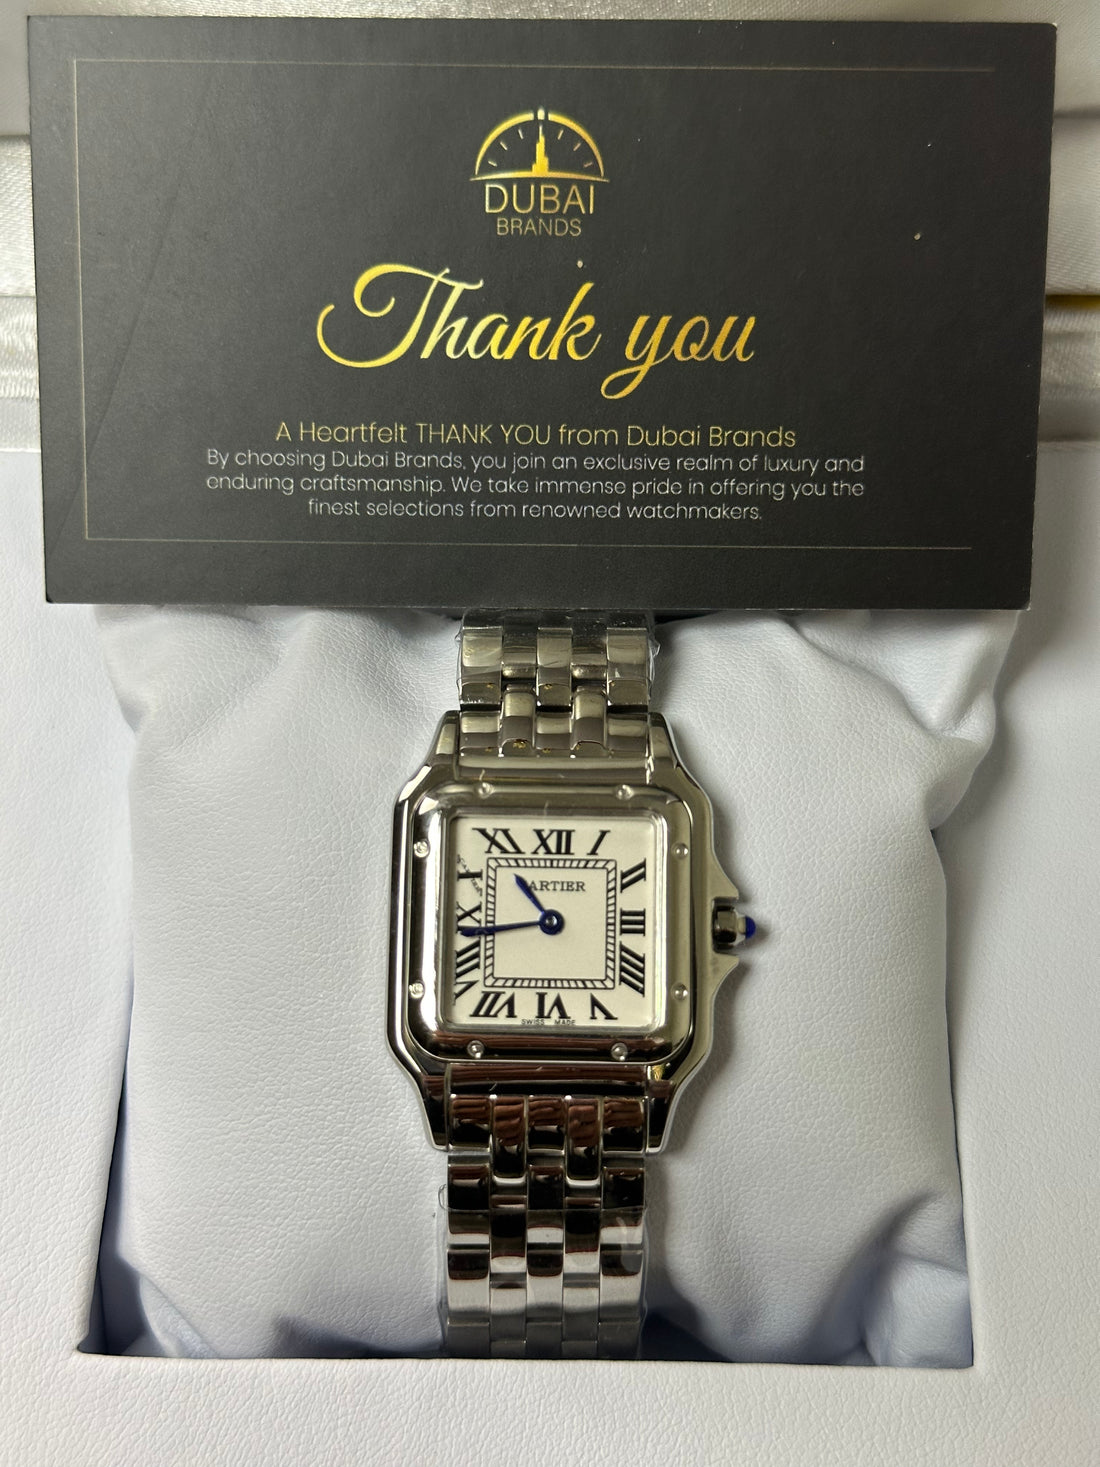 DUBAI
BRANDS
Thank you
A Heartfelt THANK YOU from Dubai Brands
By choosing Dubai Brands, you join an exclusive realm of luxury and
enduring craftsmanship. We take immense pride in offering you the
finest selections from renowned watchmakers.
XI XII I
X II
CARTIER
IX III
VIII IIII
VII VI V
SWISS MADE